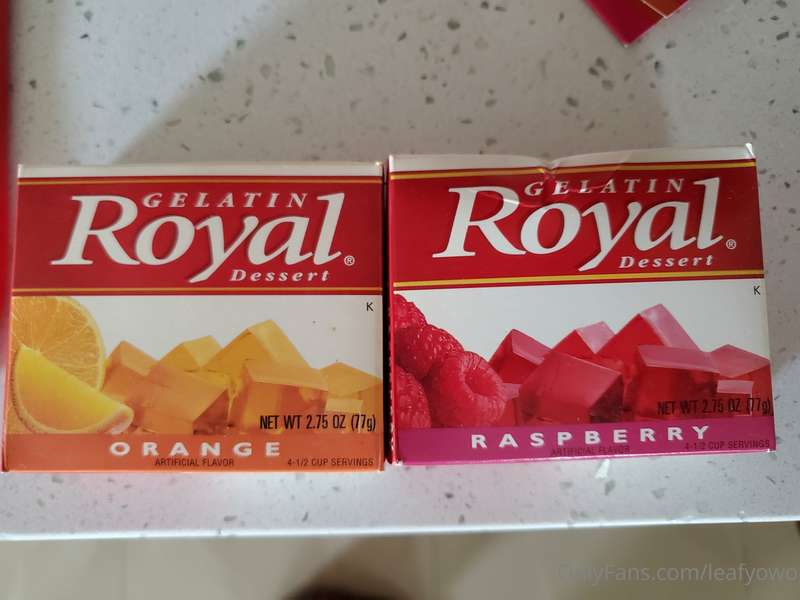 GELATIN
Royal®
Dessert
K
NET WT 2.75 OZ (77g)
ORANGE
ARTIFICIAL FLAVOR
4-1/2 CUP SERVINGS
GELATIN
Royal®
Dessert
K
NET WT 2.75 OZ (77g)
RASPBERRY
ARTIFICIAL FLAVOR
4-1/2 CUP SERVINGS
OnlyFans.com/leafyowo